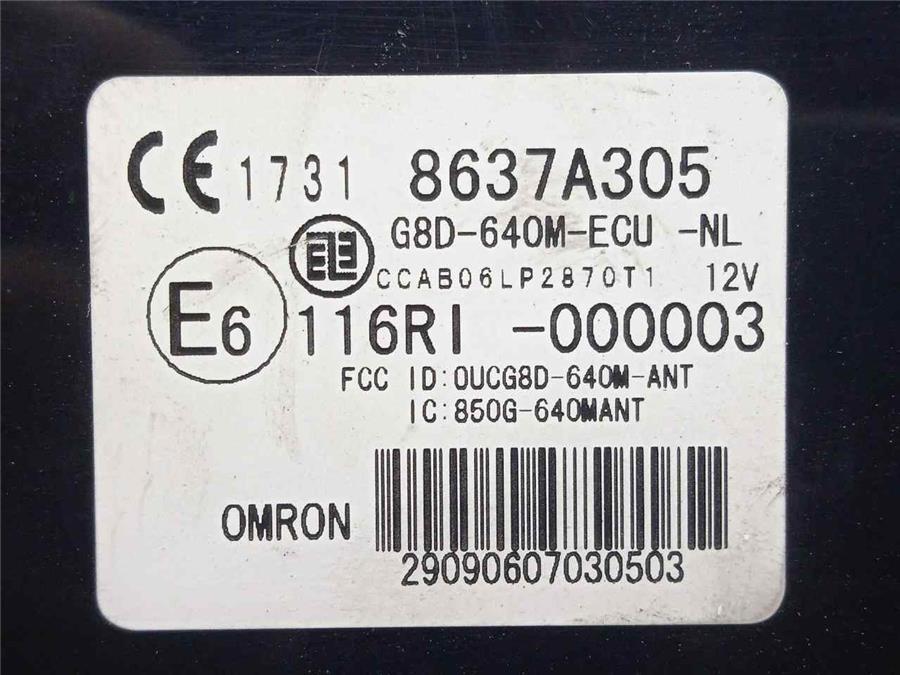 CE 1731 8637A305
G8D-640M-ECU -NL
CCAB06LP2870T1 12V
E6 116RI -000003
FCC ID:OUCG8D-640M-ANT
IC:850G-640MANT
OMRON
29090607030503